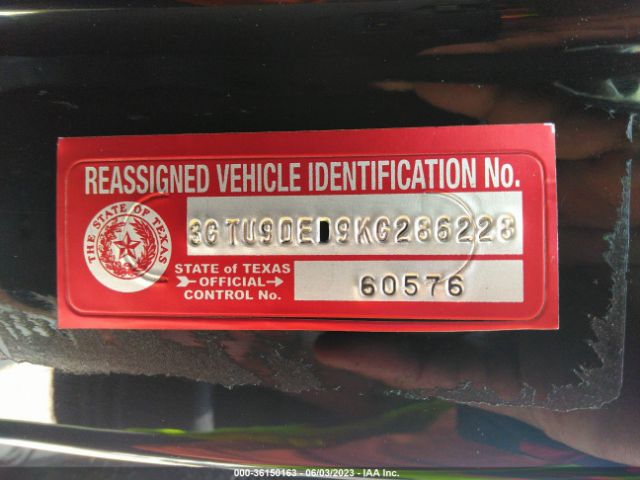 REASSIGNED VEHICLE IDENTIFICATION No.
THE STATE OF TEXAS
STATE of TEXAS
OFFICIAL
CONTROL No.
60576
000-36150163 - 06/03/2023 - IAA Inc.